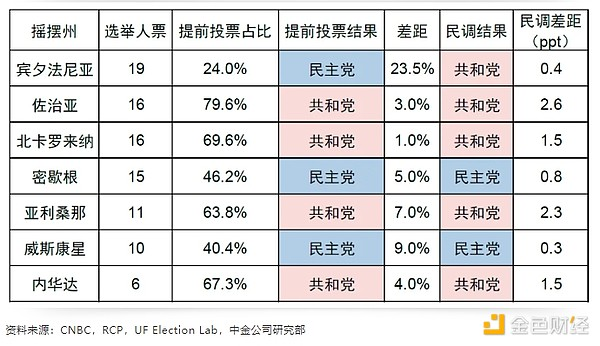 摇摆州 选举人票 提前投票占比 提前投票结果 差距 民调结果 民调差距
（ppt）
宾夕法尼亚 19 24.0% 民主党 23.5% 共和党 0.4
佐治亚 16 79.6% 共和党 3.0% 共和党 2.6
北卡罗来纳 16 69.6% 共和党 1.0% 共和党 1.5
密歇根 15 46.2% 民主党 5.0% 民主党 0.8
亚利桑那 11 63.8% 共和党 7.0% 共和党 2.3
威斯康星 10 40.4% 民主党 9.0% 民主党 0.3
内华达 6 67.3% 共和党 4.0% 共和党 1.5
资料来源：CNBC，RCP，UF Election Lab，中金公司研究部
金色财经